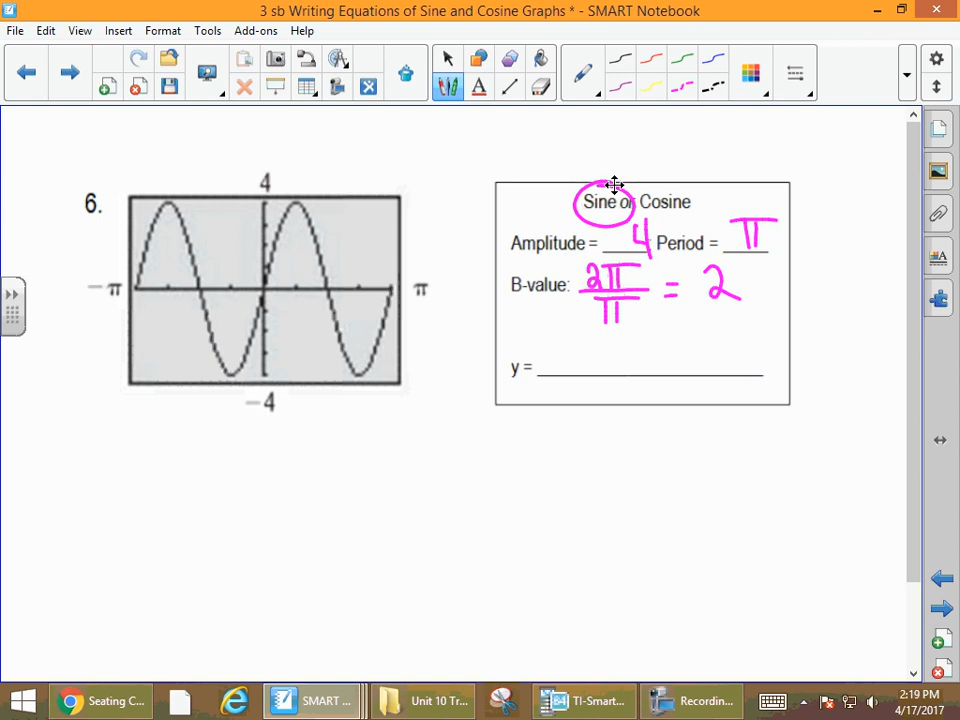 3 sb Writing Equations of Sine and Cosine Graphs * - SMART Notebook
File Edit View Insert Format Tools Add-ons Help
6.
4
−π
π
−4
Sine or Cosine
Amplitude = 4 Period = π
B-value: 2π/π = 2
y = ____________________
Seating C...
SMART ...
Unit 10 Tr...
TI-Smart...
Recordin...
2:19 PM
4/17/2017